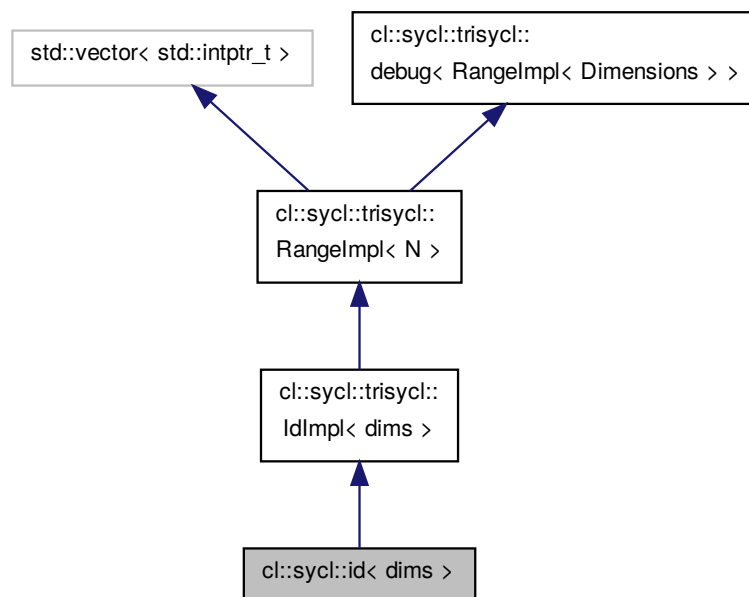 std::vector< std::intptr_t >
cl::sycl::trisycl::
debug< RangeImpl< Dimensions > >
cl::sycl::trisycl::
RangeImpl< N >
cl::sycl::trisycl::
IdImpl< dims >
cl::sycl::id< dims >